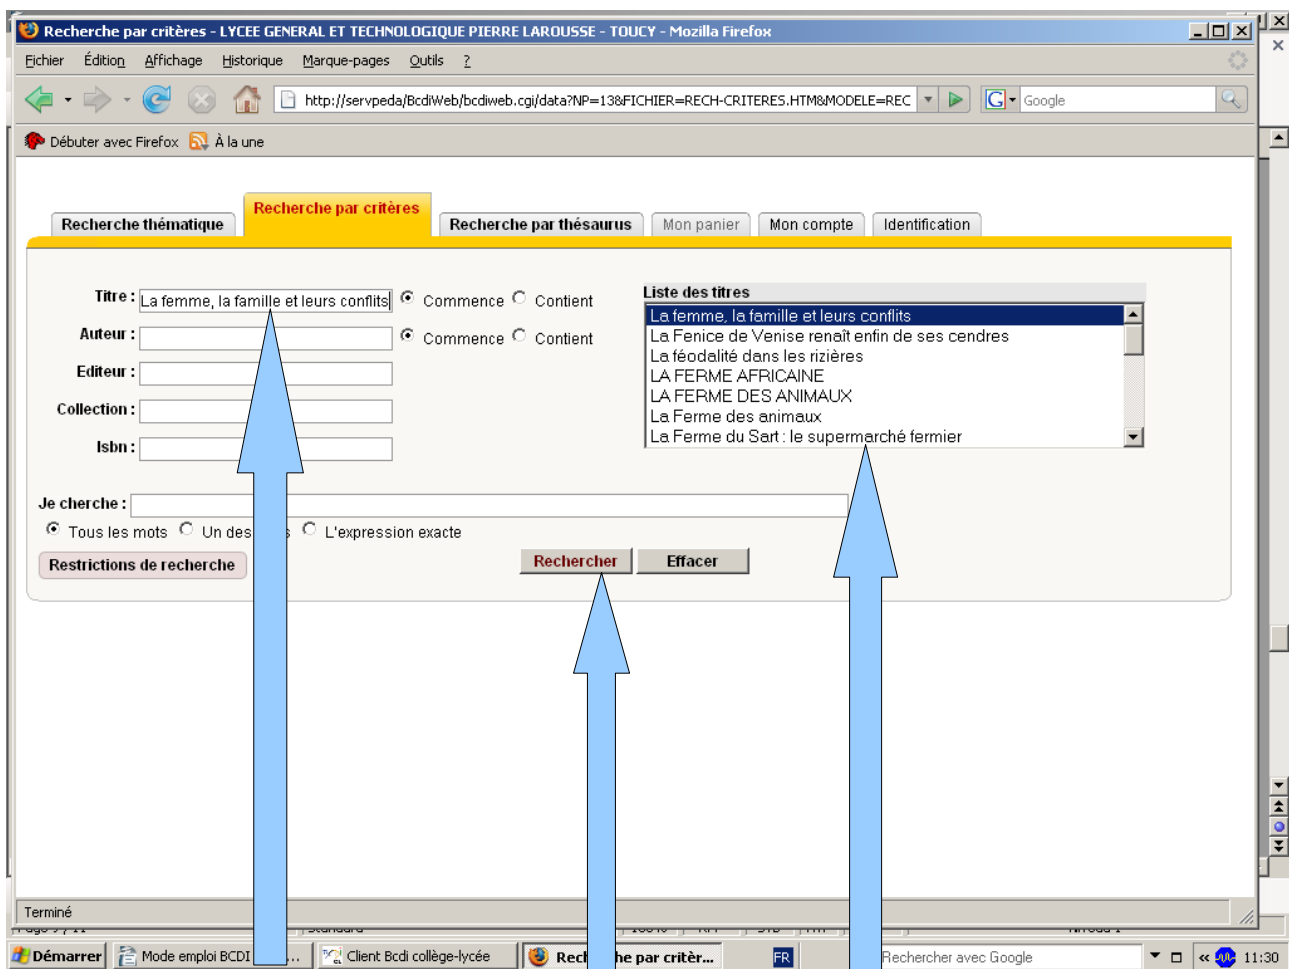 Recherche par critères - LYCEE GENERAL ET TECHNOLOGIQUE PIERRE LAROUSSE - TOUCY - Mozilla Firefox
Fichier Édition Affichage Historique Marque-pages Outils ?
http://servpeda/BcdiWeb/bcdiweb.cgi/data?NP=13&FICHIER=RECH-CRITERES.HTM&MODELE=REC
G Google
Débuter avec Firefox À la une
Recherche thématique Recherche par critères Recherche par thésaurus Mon panier Mon compte Identification
Titre : La femme, la famille et leurs conflits Commence Contient
Auteur : Commence Contient
Editeur :
Collection :
Isbn :
Liste des titres
La femme, la famille et leurs conflits
La Fenice de Venise renaît enfin de ses cendres
La féodalité dans les rizières
LA FERME AFRICAINE
LA FERME DES ANIMAUX
La Ferme des animaux
La Ferme du Sart : le supermarché fermier
Je cherche :
Tous les mots Un des L'expression exacte
Restrictions de recherche Rechercher Effacer
Terminé
Démarrer Mode emploi BCDI ... Client Bcdi collège-lycée he par critèr... FR Rechercher avec Google 11:30